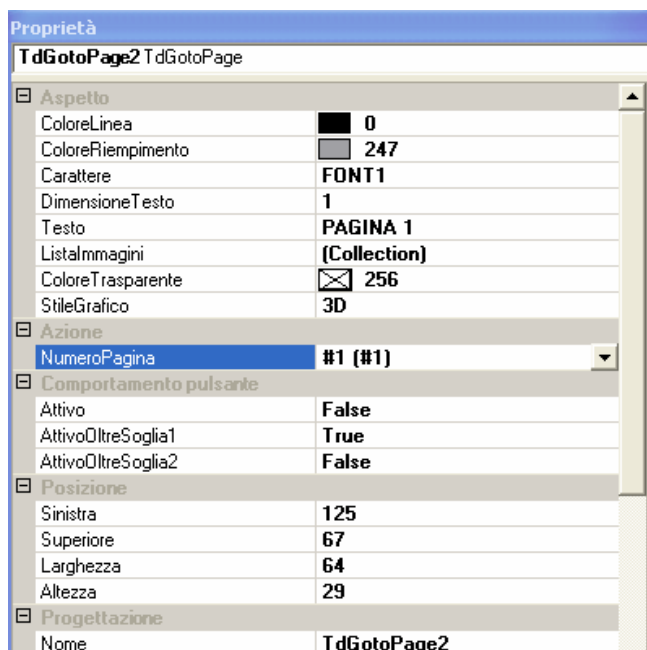 Proprietà
TdGotoPage2 TdGotoPage
Aspetto
ColoreLinea 0
ColoreRiempimento 247
Carattere FONT1
DimensioneTesto 1
Testo PAGINA 1
ListaImmagini (Collection)
ColoreTrasparente 256
StileGrafico 3D
Azione
NumeroPagina #1 (#1)
Comportamento pulsante
Attivo False
AttivoOltreSoglia1 True
AttivoOltreSoglia2 False
Posizione
Sinistra 125
Superiore 67
Larghezza 64
Altezza 29
Progettazione
Nome TdGotoPage2